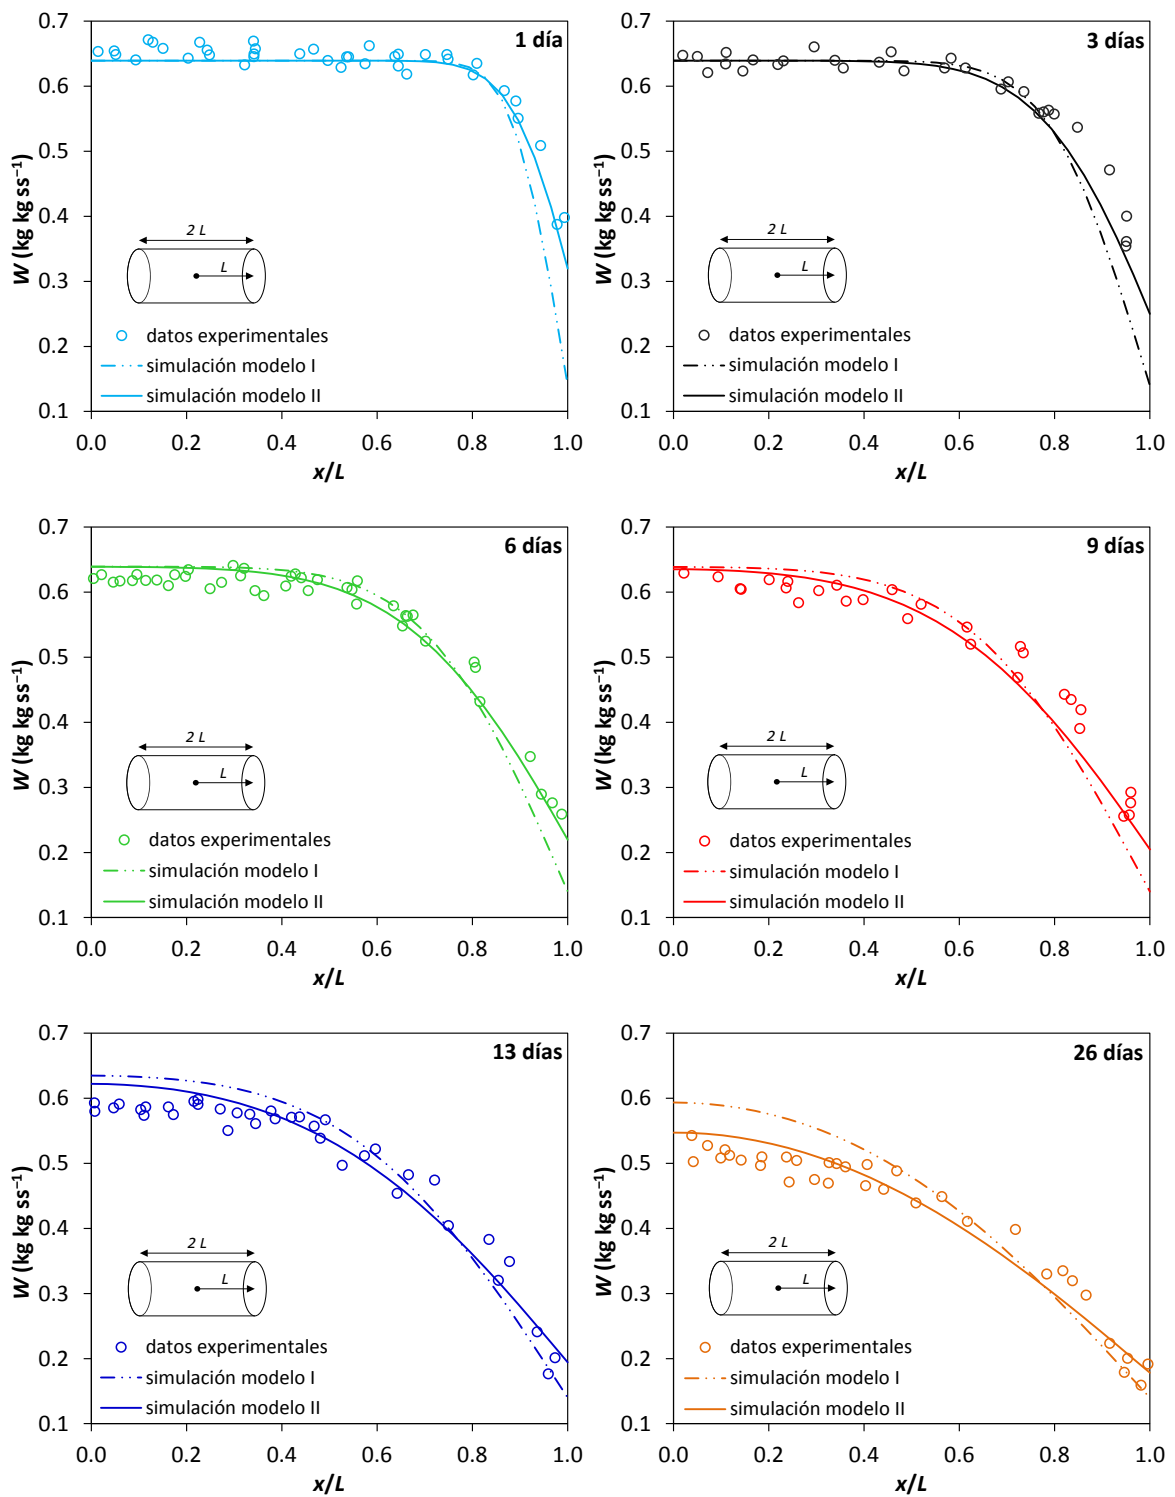 1 día
W (kg kg ss⁻¹)
0.7
0.6
0.5
0.4
0.3
0.2
0.1
2 L
L
datos experimentales
simulación modelo I
simulación modelo II
0.0 0.2 0.4 0.6 0.8 1.0
x/L
3 días
W (kg kg ss⁻¹)
0.7
0.6
0.5
0.4
0.3
0.2
0.1
2 L
L
datos experimentales
simulación modelo I
simulación modelo II
0.0 0.2 0.4 0.6 0.8 1.0
x/L
6 días
W (kg kg ss⁻¹)
0.7
0.6
0.5
0.4
0.3
0.2
0.1
2 L
L
datos experimentales
simulación modelo I
simulación modelo II
0.0 0.2 0.4 0.6 0.8 1.0
x/L
9 días
W (kg kg ss⁻¹)
0.7
0.6
0.5
0.4
0.3
0.2
0.1
2 L
L
datos experimentales
simulación modelo I
simulación modelo II
0.0 0.2 0.4 0.6 0.8 1.0
x/L
13 días
W (kg kg ss⁻¹)
0.7
0.6
0.5
0.4
0.3
0.2
0.1
2 L
L
datos experimentales
simulación modelo I
simulación modelo II
0.0 0.2 0.4 0.6 0.8 1.0
x/L
26 días
W (kg kg ss⁻¹)
0.7
0.6
0.5
0.4
0.3
0.2
0.1
2 L
L
datos experimentales
simulación modelo I
simulación modelo II
0.0 0.2 0.4 0.6 0.8 1.0
x/L